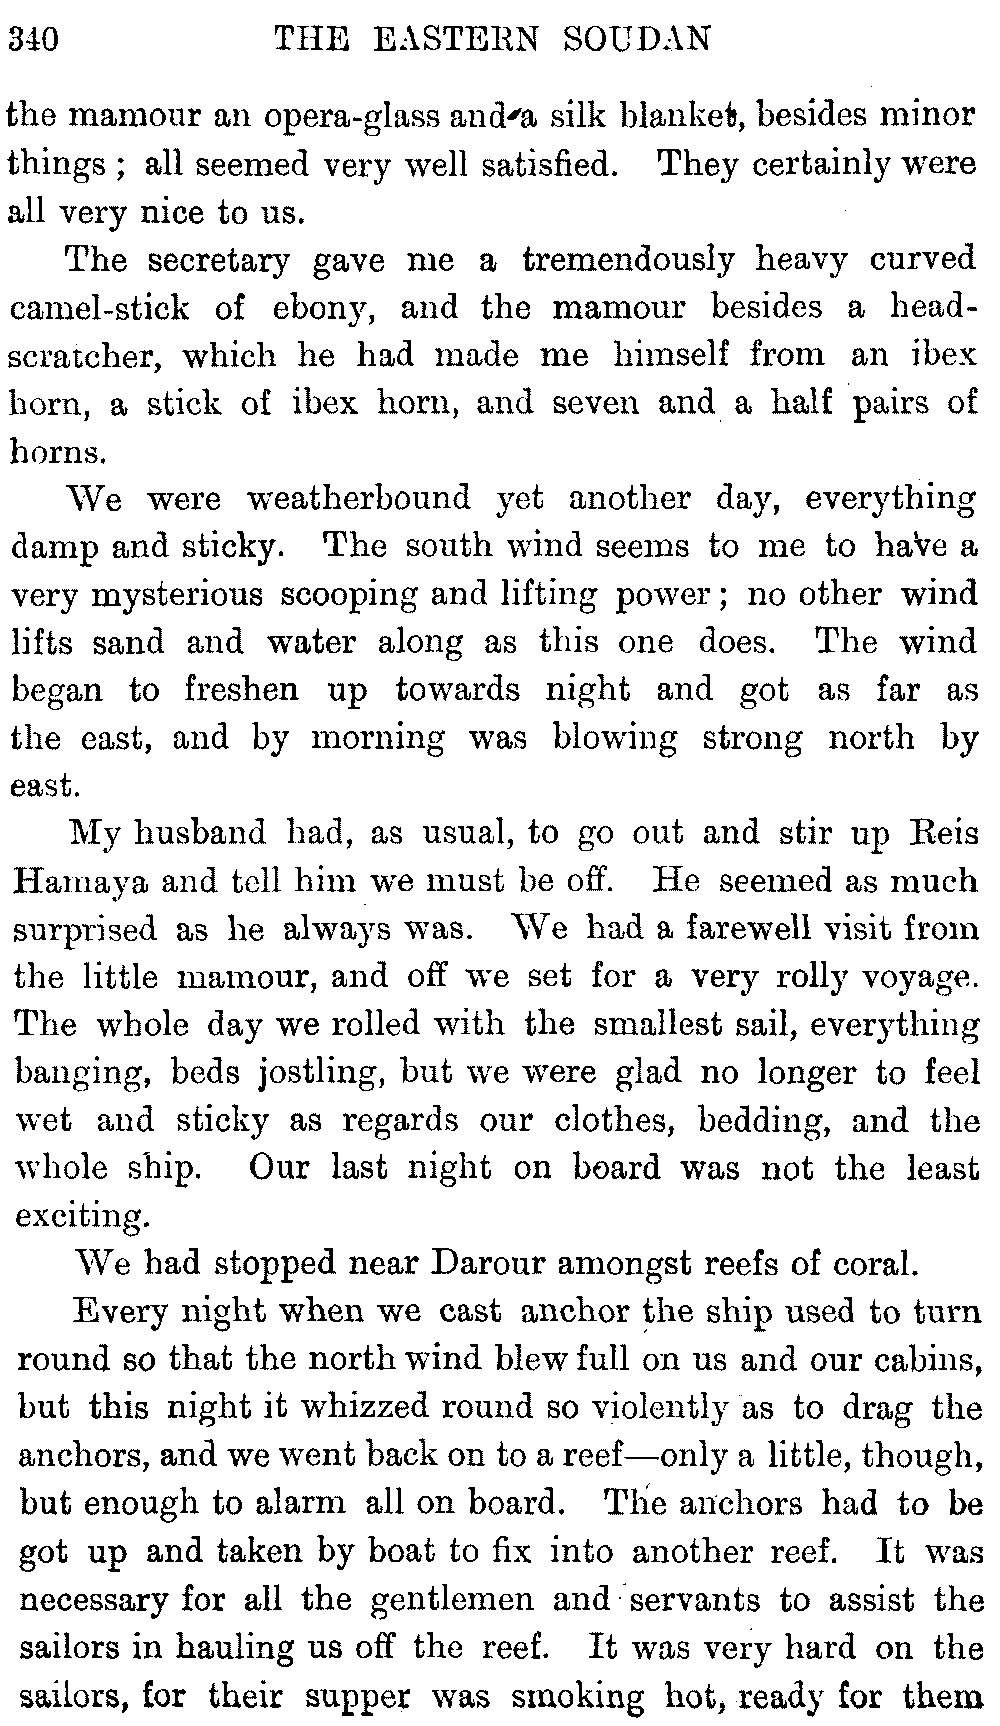 340 THE EASTERN SOUDAN
the mamour an opera-glass and a silk blanket, besides minor
things ; all seemed very well satisfied. They certainly were
all very nice to us.
The secretary gave me a tremendously heavy curved
camel-stick of ebony, and the mamour besides a head-
scratcher, which he had made me himself from an ibex
horn, a stick of ibex horn, and seven and a half pairs of
horns.
We were weatherbound yet another day, everything
damp and sticky. The south wind seems to me to have a
very mysterious scooping and lifting power ; no other wind
lifts sand and water along as this one does. The wind
began to freshen up towards night and got as far as
the east, and by morning was blowing strong north by
east.
My husband had, as usual, to go out and stir up Reis
Hamaya and tell him we must be off. He seemed as much
surprised as he always was. We had a farewell visit from
the little mamour, and off we set for a very rolly voyage.
The whole day we rolled with the smallest sail, everything
banging, beds jostling, but we were glad no longer to feel
wet and sticky as regards our clothes, bedding, and the
whole ship. Our last night on board was not the least
exciting.
We had stopped near Darour amongst reefs of coral.
Every night when we cast anchor the ship used to turn
round so that the north wind blew full on us and our cabins,
but this night it whizzed round so violently as to drag the
anchors, and we went back on to a reef—only a little, though,
but enough to alarm all on board. The anchors had to be
got up and taken by boat to fix into another reef. It was
necessary for all the gentlemen and servants to assist the
sailors in hauling us off the reef. It was very hard on the
sailors, for their supper was smoking hot, ready for them